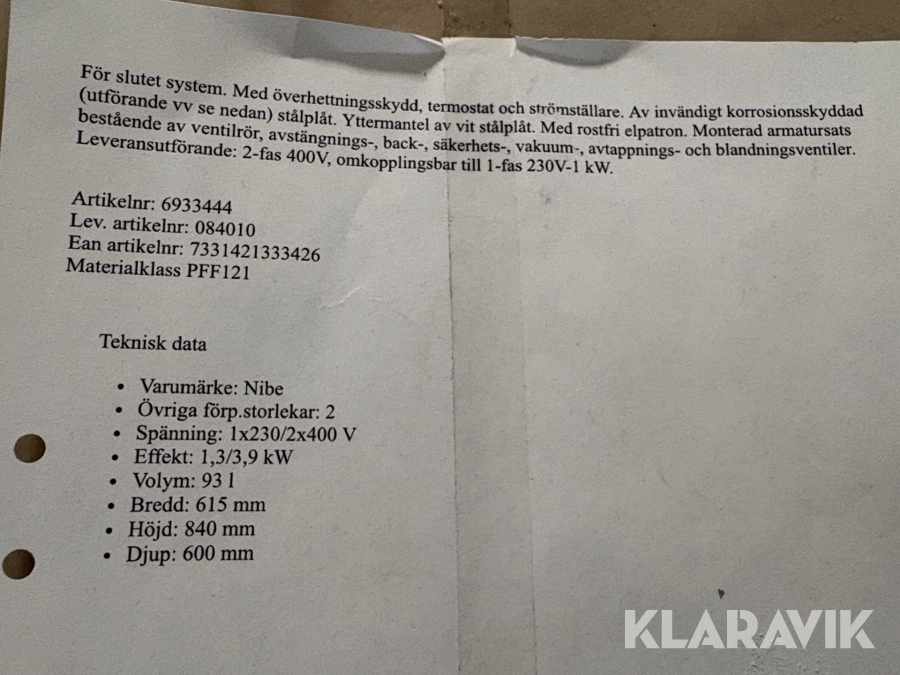 För slutet system. Med överhettningsskydd, termostat och strömställare. Av invändigt korrosionsskyddad
(utförande vv se nedan) stålplåt. Yttermantel av vit stålplåt. Med rostfri elpatron. Monterad armatursats
bestående av ventilrör, avstängnings-, back-, säkerhets-, vakuum-, avtappnings- och blandningsventiler.
Leveransutförande: 2-fas 400V, omkopplingsbar till 1-fas 230V-1 kW.
Artikelnr: 6933444
Lev. artikelnr: 084010
Ean artikelnr: 7331421333426
Materialklass PFF121
Teknisk data
• Varumärke: Nibe
• Övriga förp.storlekar: 2
• Spänning: 1x230/2x400 V
• Effekt: 1,3/3,9 kW
• Volym: 93 l
• Bredd: 615 mm
• Höjd: 840 mm
• Djup: 600 mm
KLARAVIK